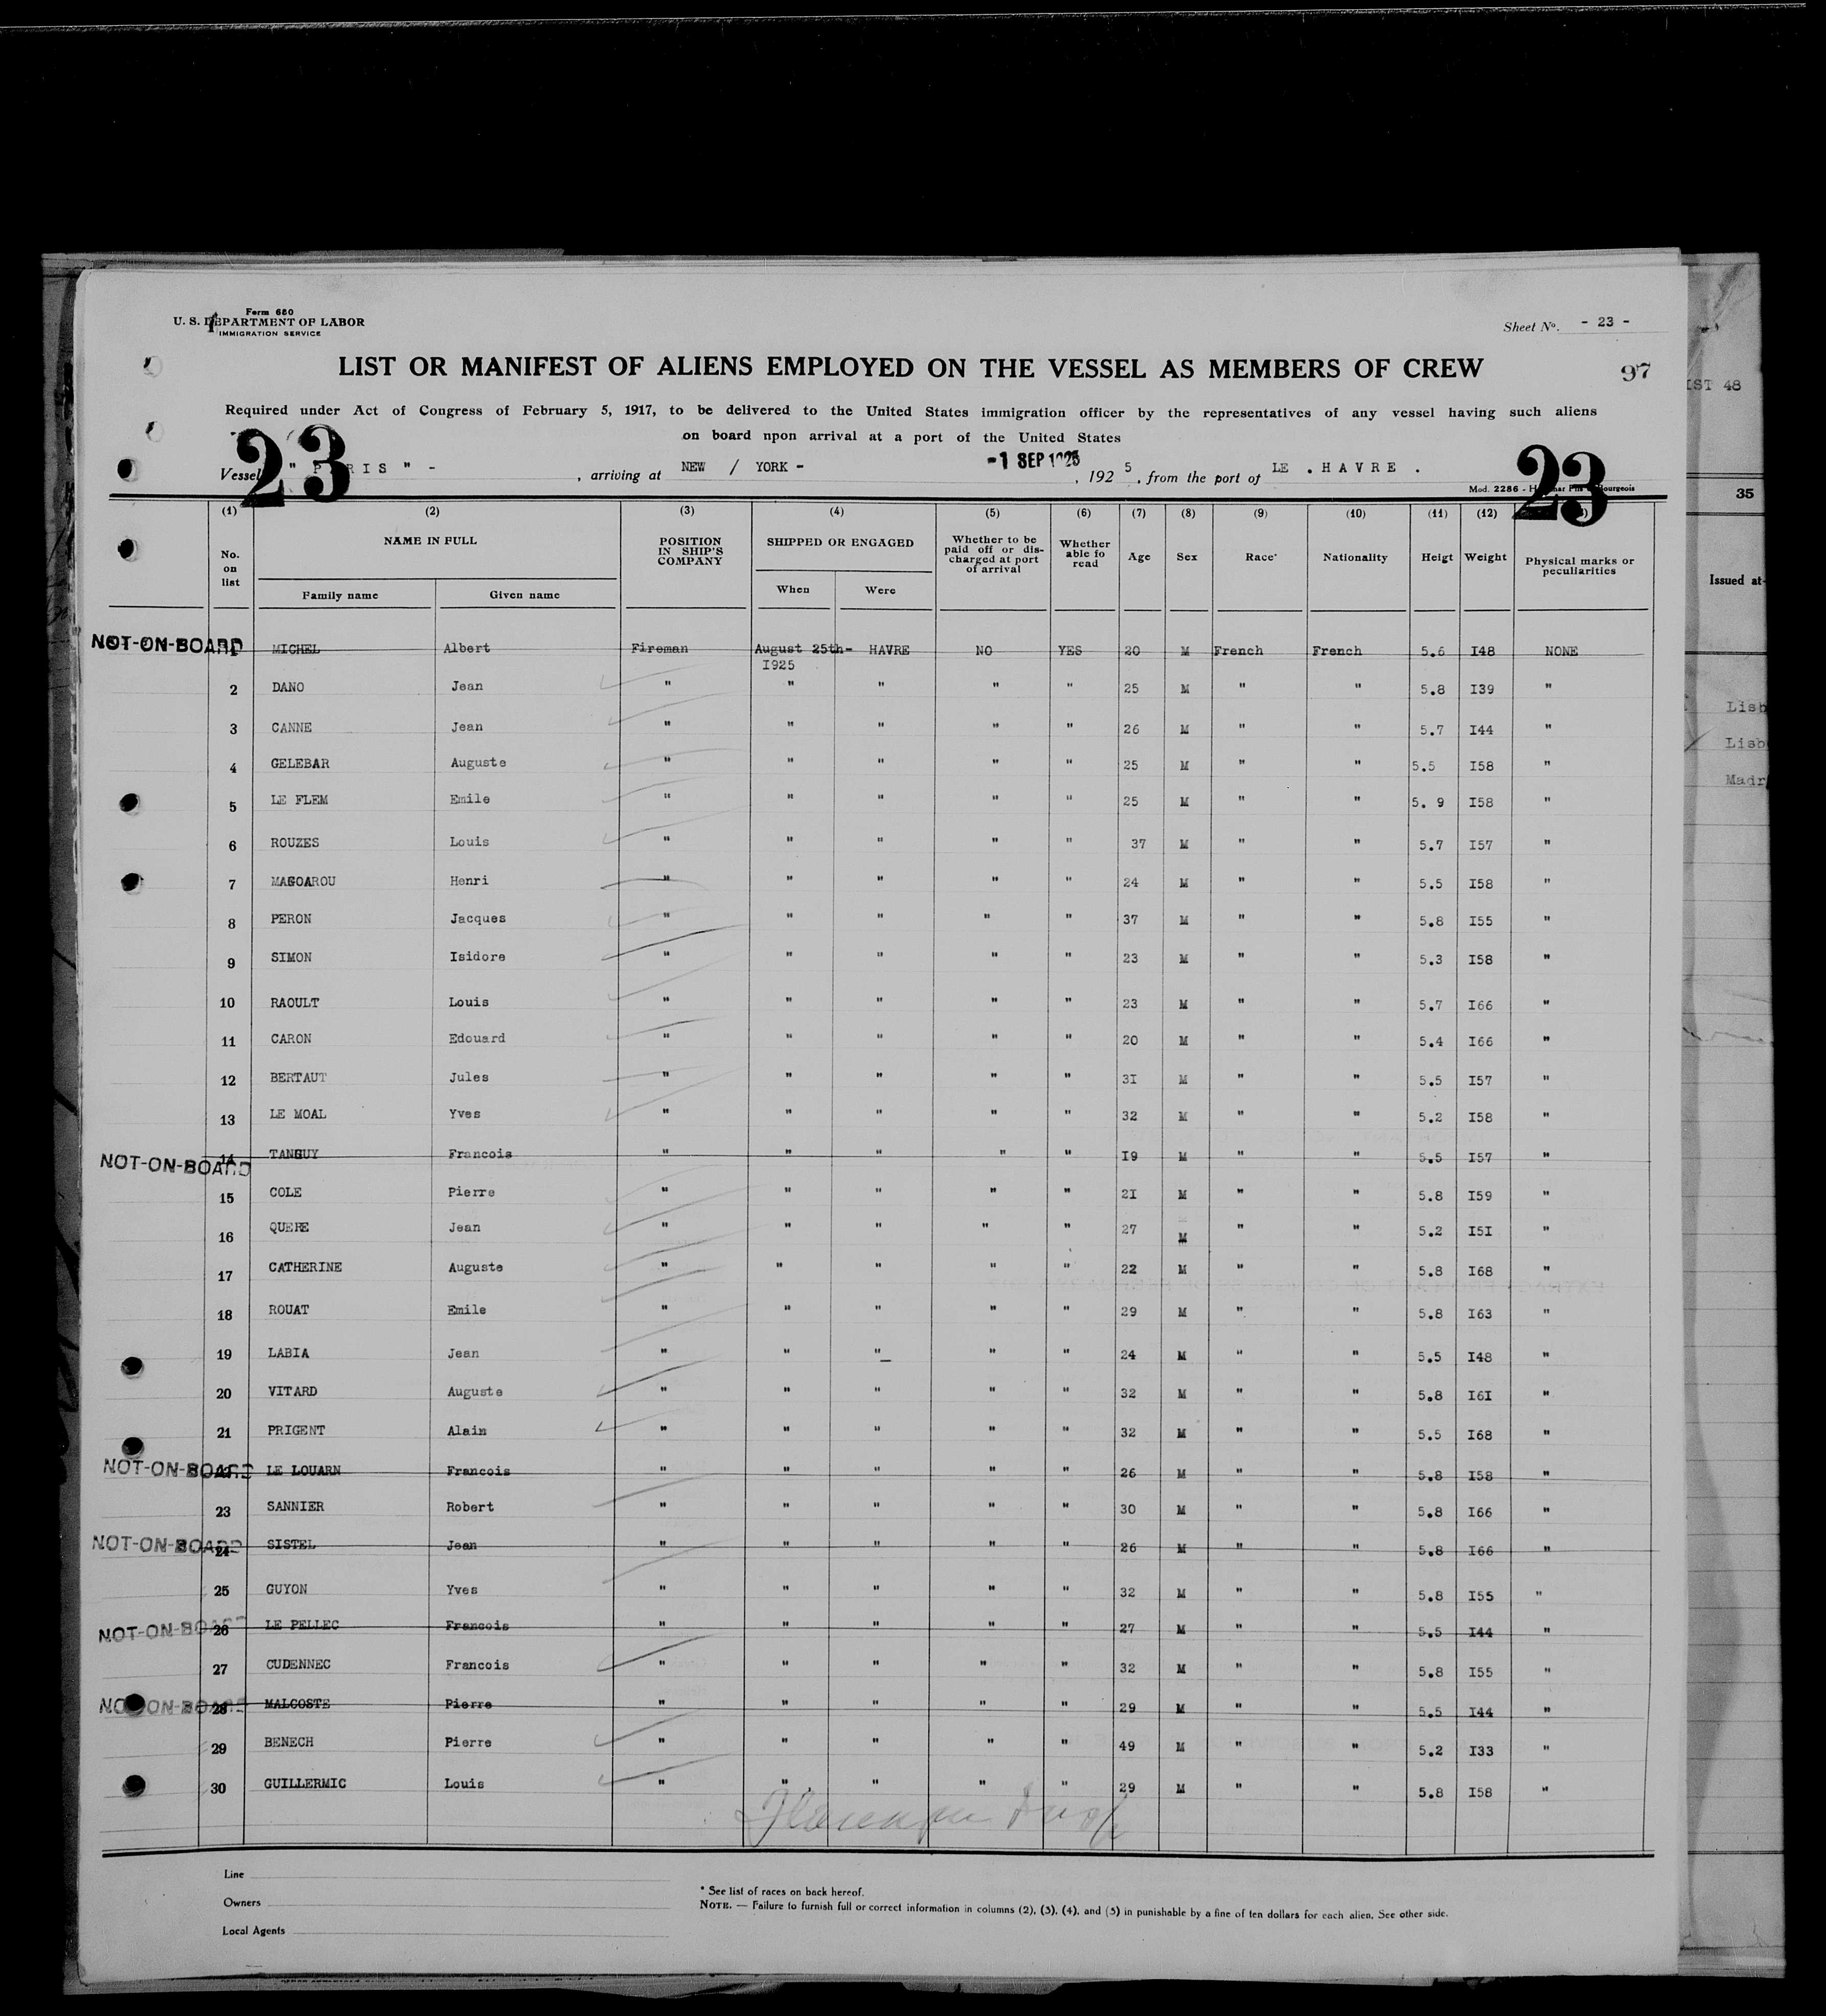 Form 680
U. S. DEPARTMENT OF LABOR
IMMIGRATION SERVICE
Sheet No. - 23 -
LIST OR MANIFEST OF ALIENS EMPLOYED ON THE VESSEL AS MEMBERS OF CREW
97
Required under Act of Congress of February 5, 1917, to be delivered to the United States immigration officer by the representatives of any vessel having such aliens
on board npon arrival at a port of the United States
23 23
Vessel " PARIS " - , arriving at NEW / YORK - -1 SEP 1925 , 192 5 , from the port of LE . HAVRE .
Mod. 2286 -
(1) (2) (3) (4) (5) (6) (7) (8) (9) (10) (11) (12)
No. on list NAME IN FULL POSITION IN SHIP'S COMPANY SHIPPED OR ENGAGED Whether to be paid off or discharged at port of arrival Whether able fo read Age Sex Race* Nationality Heigt Weight Physical marks or peculiarities
Family name Given name When Were
NOT-ON-BOARD 1 MICHEL Albert Fireman August 25th- HAVRE NO YES 20 M French French 5.6 I48 NONE
I925
2 DANO Jean " " " " " 25 M " " 5.8 I39 "
3 CANNE Jean " " " " " 26 M " " 5.7 I44 "
4 GELEBAR Auguste " " " " " 25 M " " 5.5 I58 "
5 LE FLEM Emile " " " " " 25 M " " 5. 9 I58 "
6 ROUZES Louis " " " " " 37 M " " 5.7 I57 "
7 MAGOAROU Henri " " " " " 24 M " " 5.5 I58 "
8 PERON Jacques " " " " " 37 M " " 5.8 I55 "
9 SIMON Isidore " " " " " 23 M " " 5.3 I58 "
10 RAOULT Louis " " " " " 23 M " " 5.7 I66 "
11 CARON Edouard " " " " " 20 M " " 5.4 I66 "
12 BERTAUT Jules " " " " " 3I M " " 5.5 I57 "
13 LE MOAL Yves " " " " " 32 M " " 5.2 I58 "
NOT-ON-BOARD 14 TANGUY Francois " " " " " I9 M " " 5.5 I57 "
15 COLE Pierre " " " " " 2I M " " 5.8 I59 "
16 QUERE Jean " " " " " 27 M " " 5.2 I5I "
17 CATHERINE Auguste " " " " " 22 M " " 5.8 I68 "
18 ROUAT Emile " " " " " 29 M " " 5.8 I63 "
19 LABIA Jean " " "_ " " 24 M " " 5.5 I48 "
20 VITARD Auguste " " " " " 32 M " " 5.8 I6I "
21 PRIGENT Alain " " " " " 32 M " " 5.5 I68 "
NOT-ON-BOARD 22 LE LOUARN Francois " " " " " 26 M " " 5.8 I58 "
23 SANNIER Robert " " " " " 30 M " " 5.8 I66 "
NOT-ON-BOARD 24 SISTEL Jean " " " " " 26 M " " 5.8 I66 "
25 GUYON Yves " " " " " 32 M " " 5.8 I55 "
NOT-ON-BOARD 26 LE PELLEC Francois " " " " " 27 M " " 5.5 I44 "
27 CUDENNEC Francois " " " " " 32 M " " 5.8 I55 "
NOT-ON-BOARD 28 MALCOSTE Pierre " " " " " 29 M " " 5.5 I44 "
29 BENECH Pierre " " " " " 49 M " " 5.2 I33 "
30 GUILLERMIC Louis " " " " " 29 M " " 5.8 I58 "
Line
Owners
Local Agents
* See list of races on back hereof.
NOTE. — Failure to furnish full or correct information in columns (2), (3), (4), and (5) in punishable by a fine of ten dollars for each alien. See other side.
48
35
Issued at